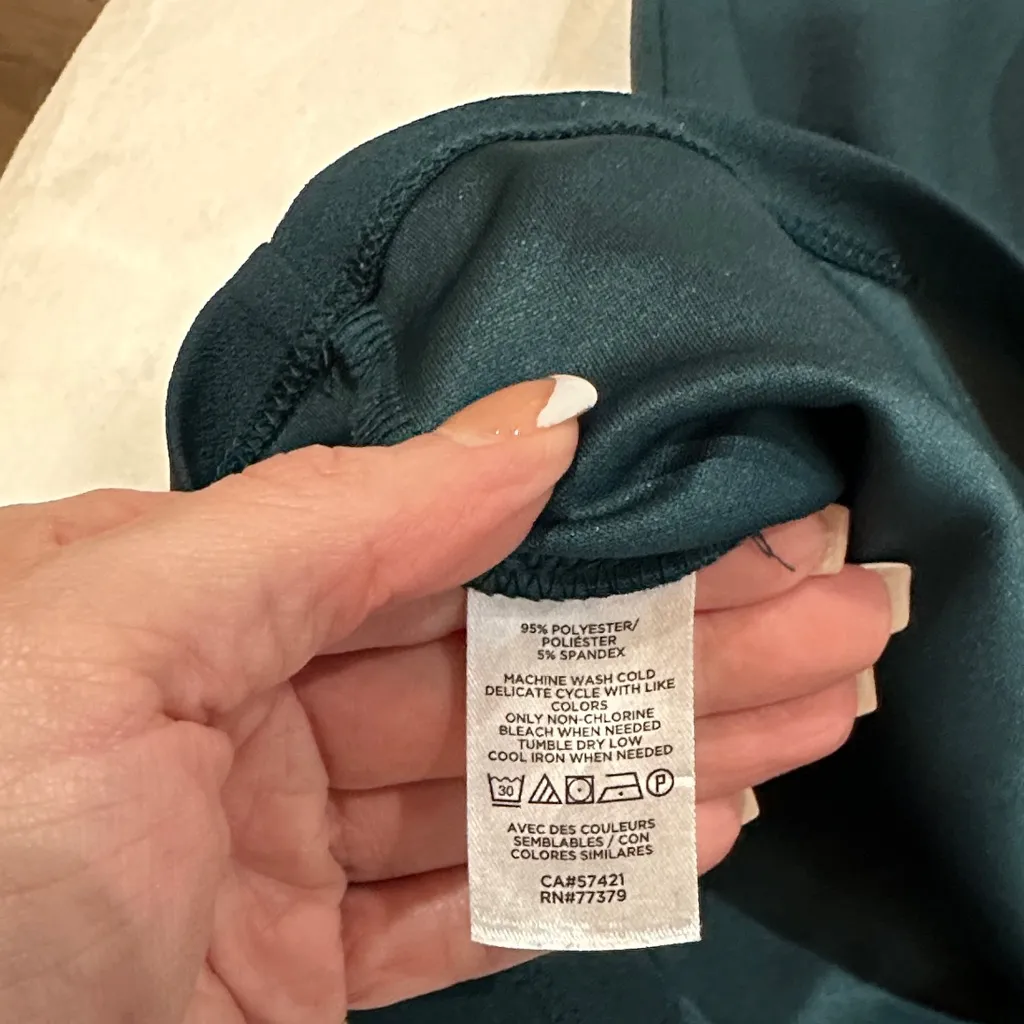 95% POLYESTER/
POLIÉSTER
5% SPANDEX
MACHINE WASH COLD
DELICATE CYCLE WITH LIKE
COLORS
ONLY NON-CHLORINE
BLEACH WHEN NEEDED
TUMBLE DRY LOW
COOL IRON WHEN NEEDED
30 P
AVEC DES COULEURS
SEMBLABLES / CON
COLORES SIMILARES
CA#57421
RN#77379